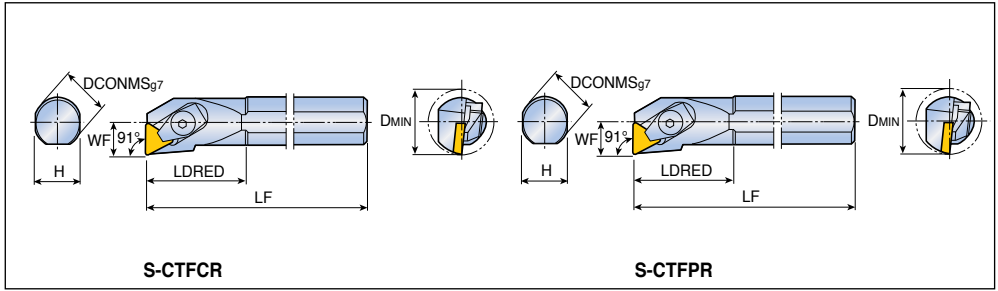 DCONMSg7
WF
91°
H
LDRED
LF
DMIN
S-CTFCR
DCONMSg7
WF
91°
H
LDRED
LF
DMIN
S-CTFPR